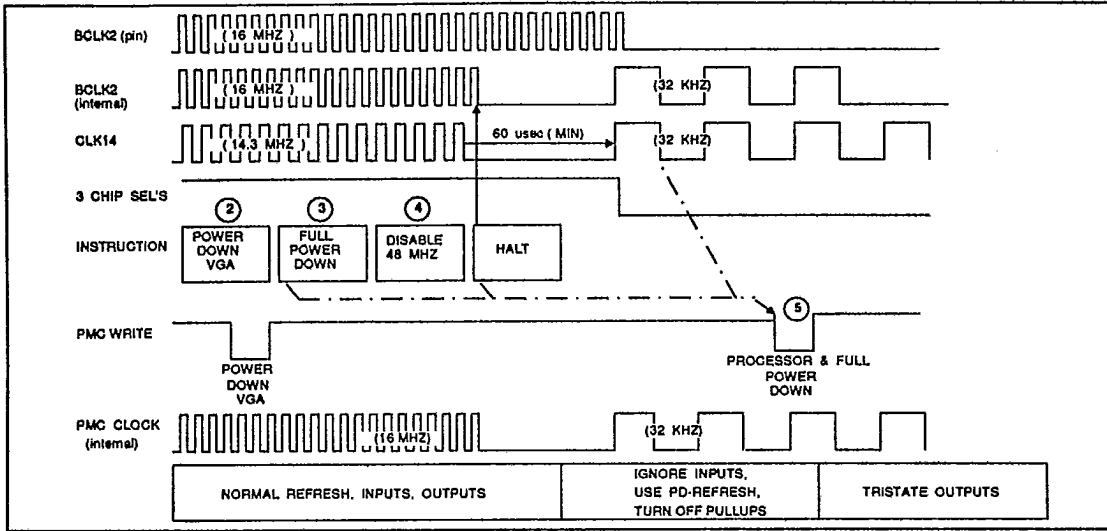 BCLK2 (pin)
( 16 MHZ )
BCLK2
(internal)
( 16 MHZ )
(32 KHZ)
CLK14
( 14.3 MHZ )
60 usec ( MIN)
(32 KHZ)
3 CHIP SEL'S
2
3
4
INSTRUCTION
POWER
DOWN
VGA
FULL
POWER
DOWN
DISABLE
48 MHZ
HALT
5
PMC WRITE
POWER
DOWN
VGA
PROCESSOR & FULL
POWER
DOWN
PMC CLOCK
(internal)
(16 MHZ)
(32 KHZ)
NORMAL REFRESH, INPUTS, OUTPUTS
IGNORE INPUTS,
USE PD-REFRESH,
TURN OFF PULLUPS
TRISTATE OUTPUTS